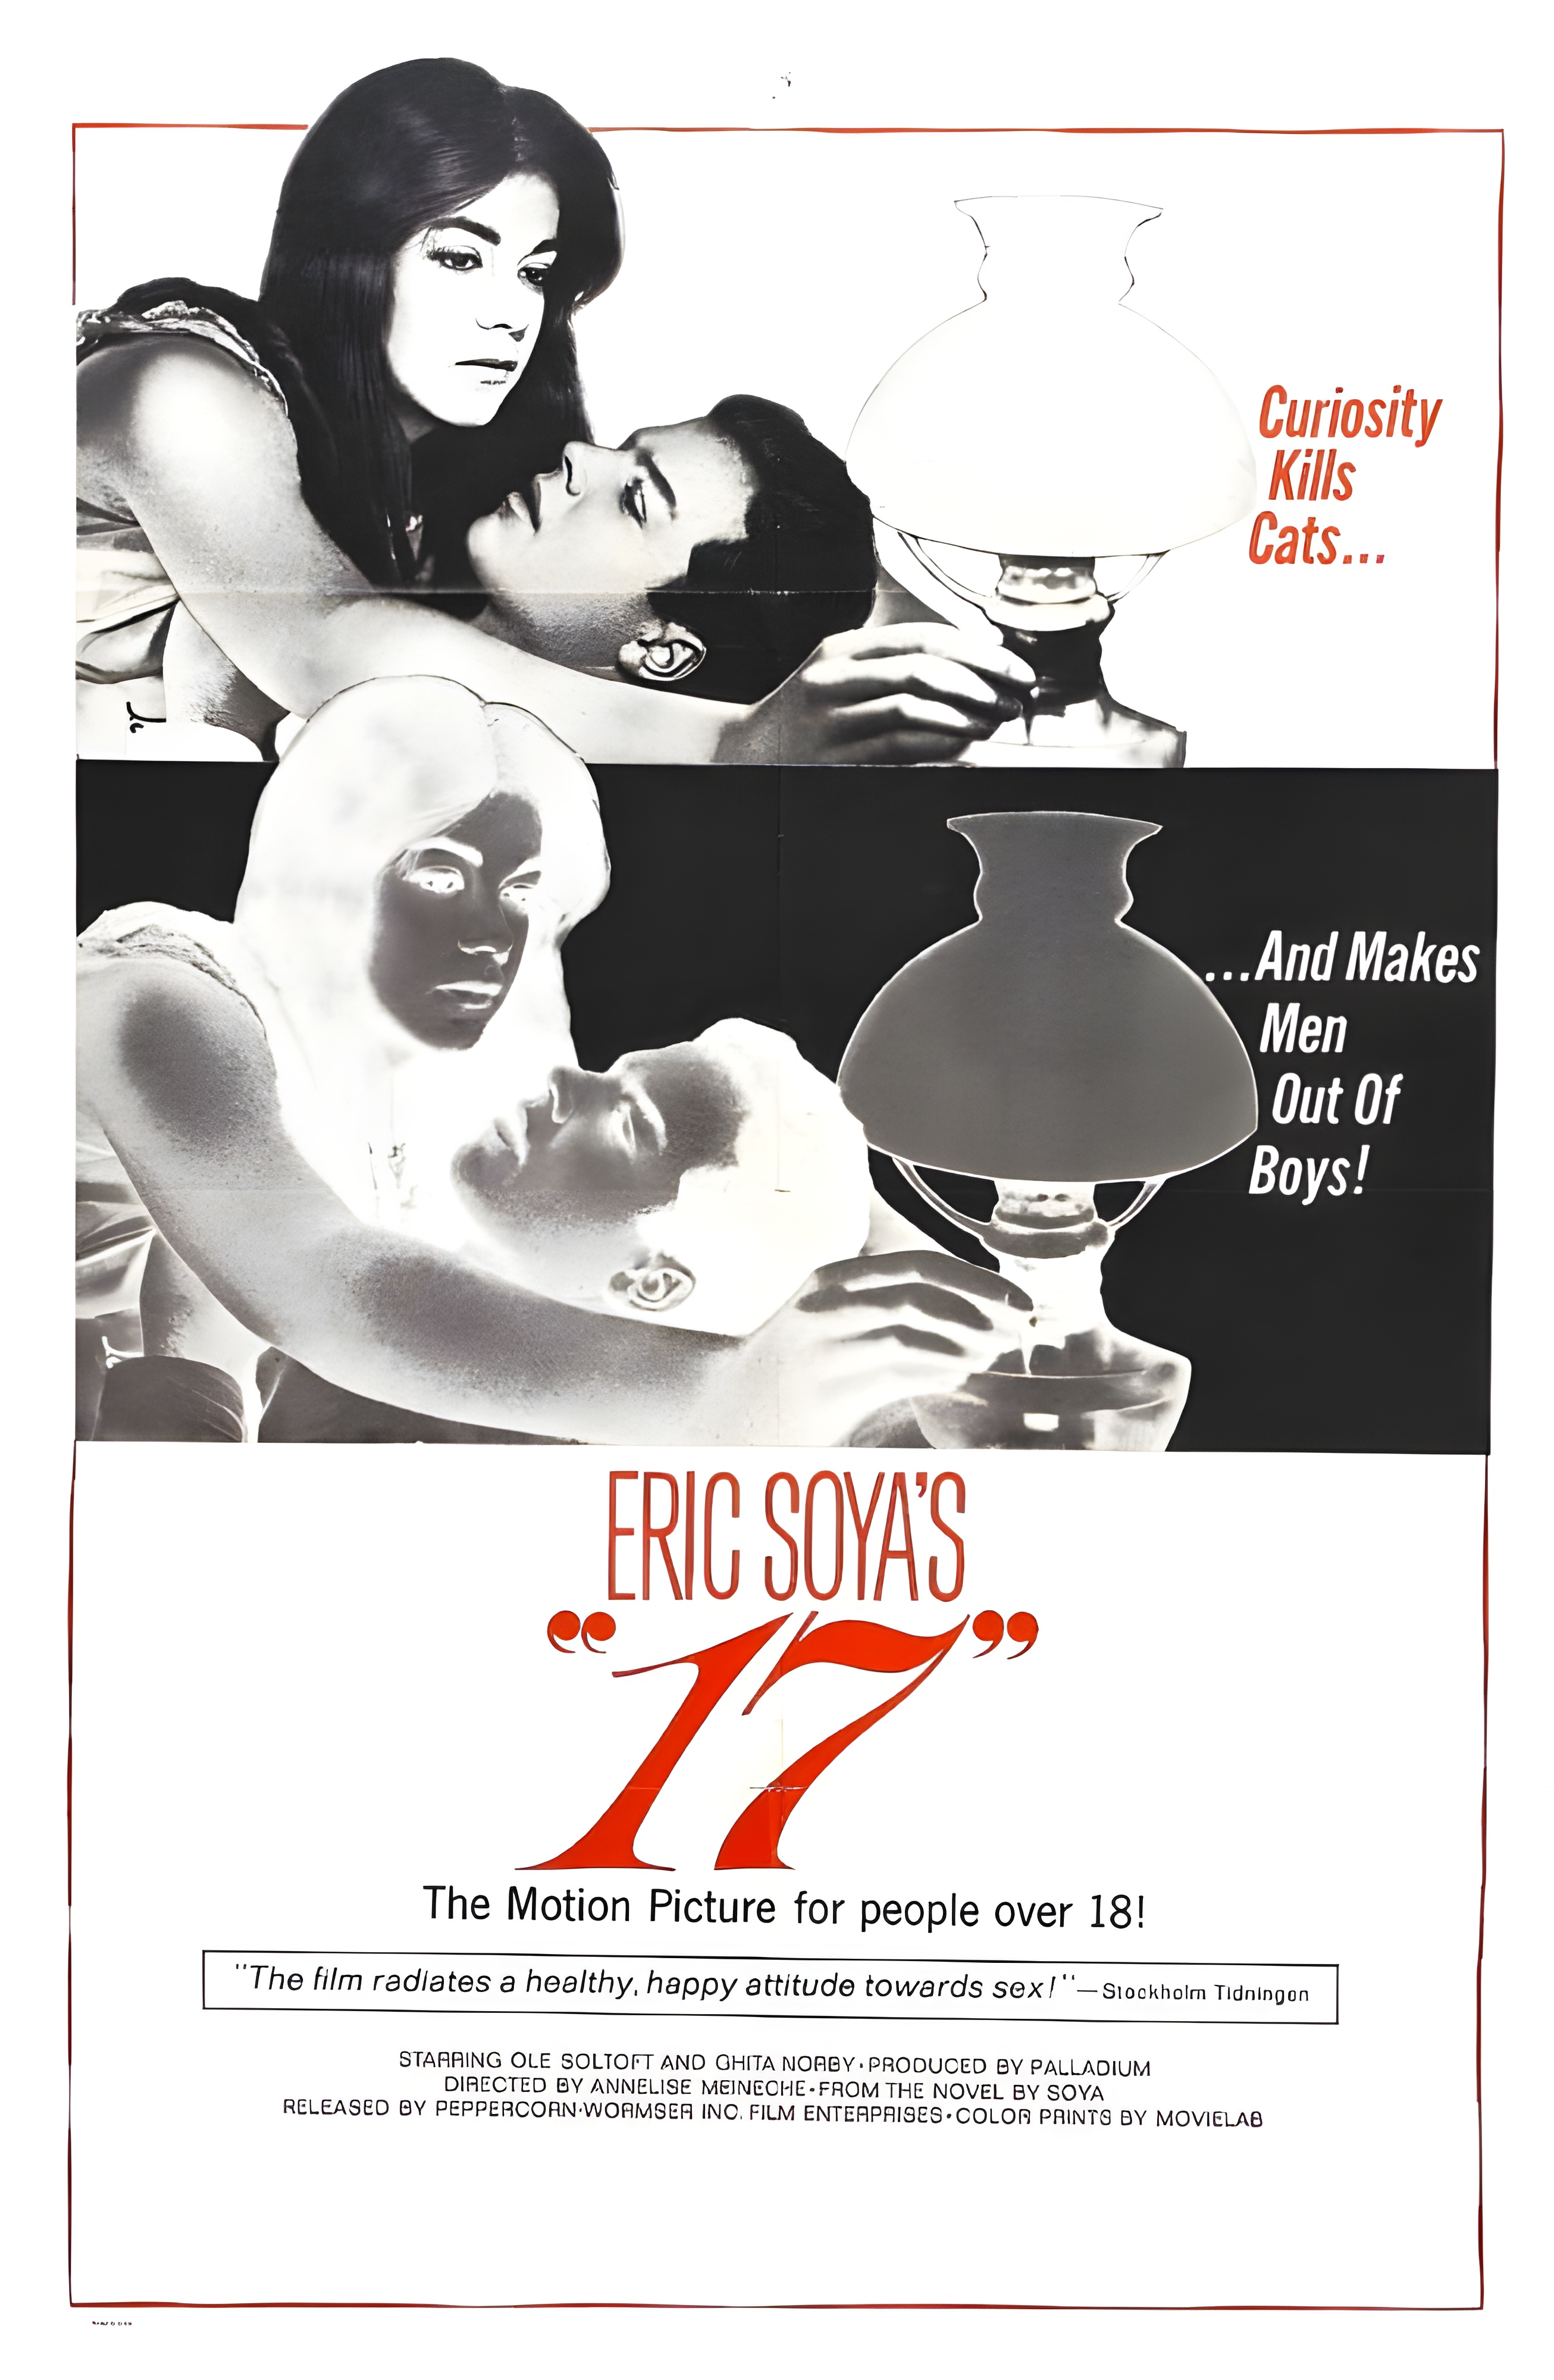 Curiosity
Kills
Cats...
...And Makes
Men
Out Of
Boys!
ERIC SOYA'S
"17"
The Motion Picture for people over 18!
"The film radiates a healthy, happy attitude towards sex!"—Stockholm Tidningen
STARRING OLE SOLTOFT AND GHITA NORBY•PRODUCED BY PALLADIUM
DIRECTED BY ANNELISE MEINECHE•FROM THE NOVEL BY SOYA
RELEASED BY PEPPERCORN-WORMSER INC. FILM ENTERPRISES•COLOR PRINTS BY MOVIELAB